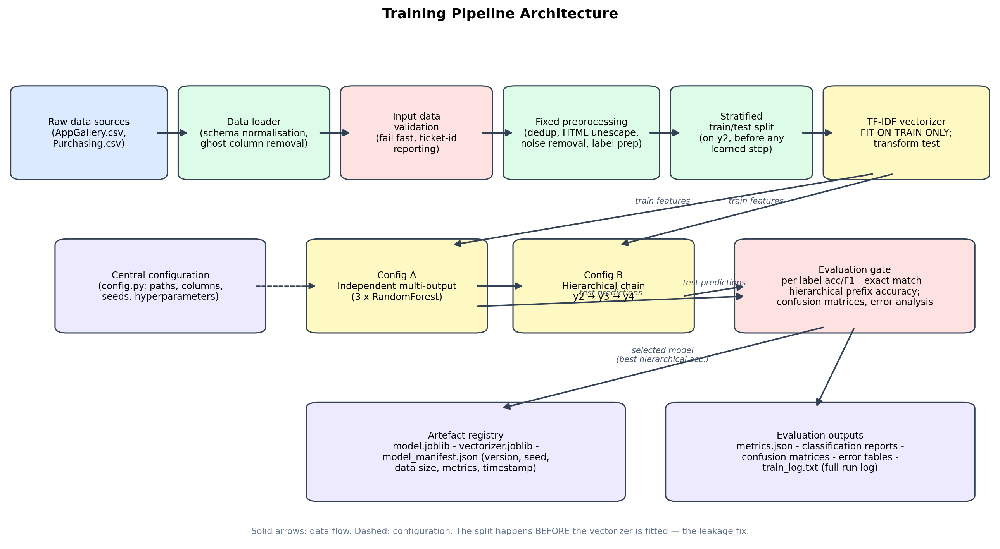 Training Pipeline Architecture
Raw data sources
(AppGallery.csv,
Purchasing.csv)
Data loader
(schema normalisation,
ghost-column removal)
Input data
validation
(fail fast, ticket-id
reporting)
Fixed preprocessing
(dedup, HTML unescape,
noise removal, label prep)
Stratified
train/test split
(on y2, before any
learned step)
TF-IDF vectorizer
FIT ON TRAIN ONLY;
transform test
train features
train features
Central configuration
(config.py: paths, columns,
seeds, hyperparameters)
Config A
Independent multi-output
(3 x RandomForest)
Config B
Hierarchical chain
y2 → y3 → y4
test predictions
test predictions
Evaluation gate
per-label acc/F1 - exact match -
hierarchical prefix accuracy;
confusion matrices, error analysis
selected model
(best hierarchical acc.)
Artefact registry
model.joblib - vectorizer.joblib -
model_manifest.json (version, seed,
data size, metrics, timestamp)
Evaluation outputs
metrics.json - classification reports -
confusion matrices - error tables -
train_log.txt (full run log)
Solid arrows: data flow. Dashed: configuration. The split happens BEFORE the vectorizer is fitted — the leakage fix.